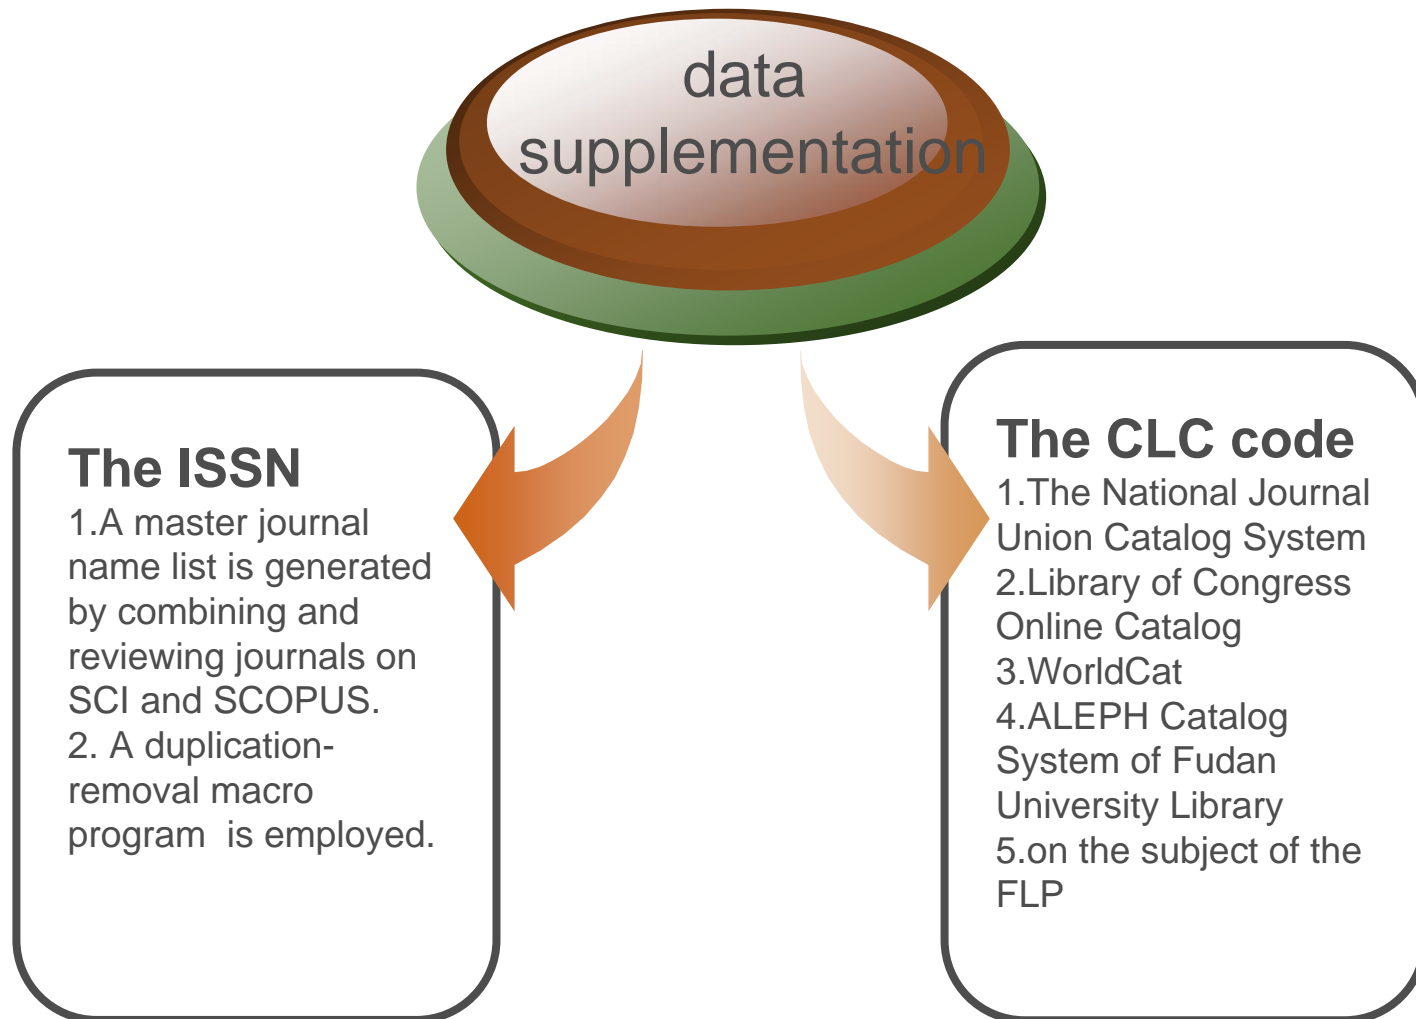 data
supplementation
The ISSN
1.A master journal
name list is generated
by combining and
reviewing journals on
SCI and SCOPUS.
2. A duplication-
removal macro
program  is employed.
The CLC code
1.The National Journal
Union Catalog System
2.Library of Congress
Online Catalog
3.WorldCat
4.ALEPH Catalog
System of Fudan
University Library
5.on the subject of the
FLP